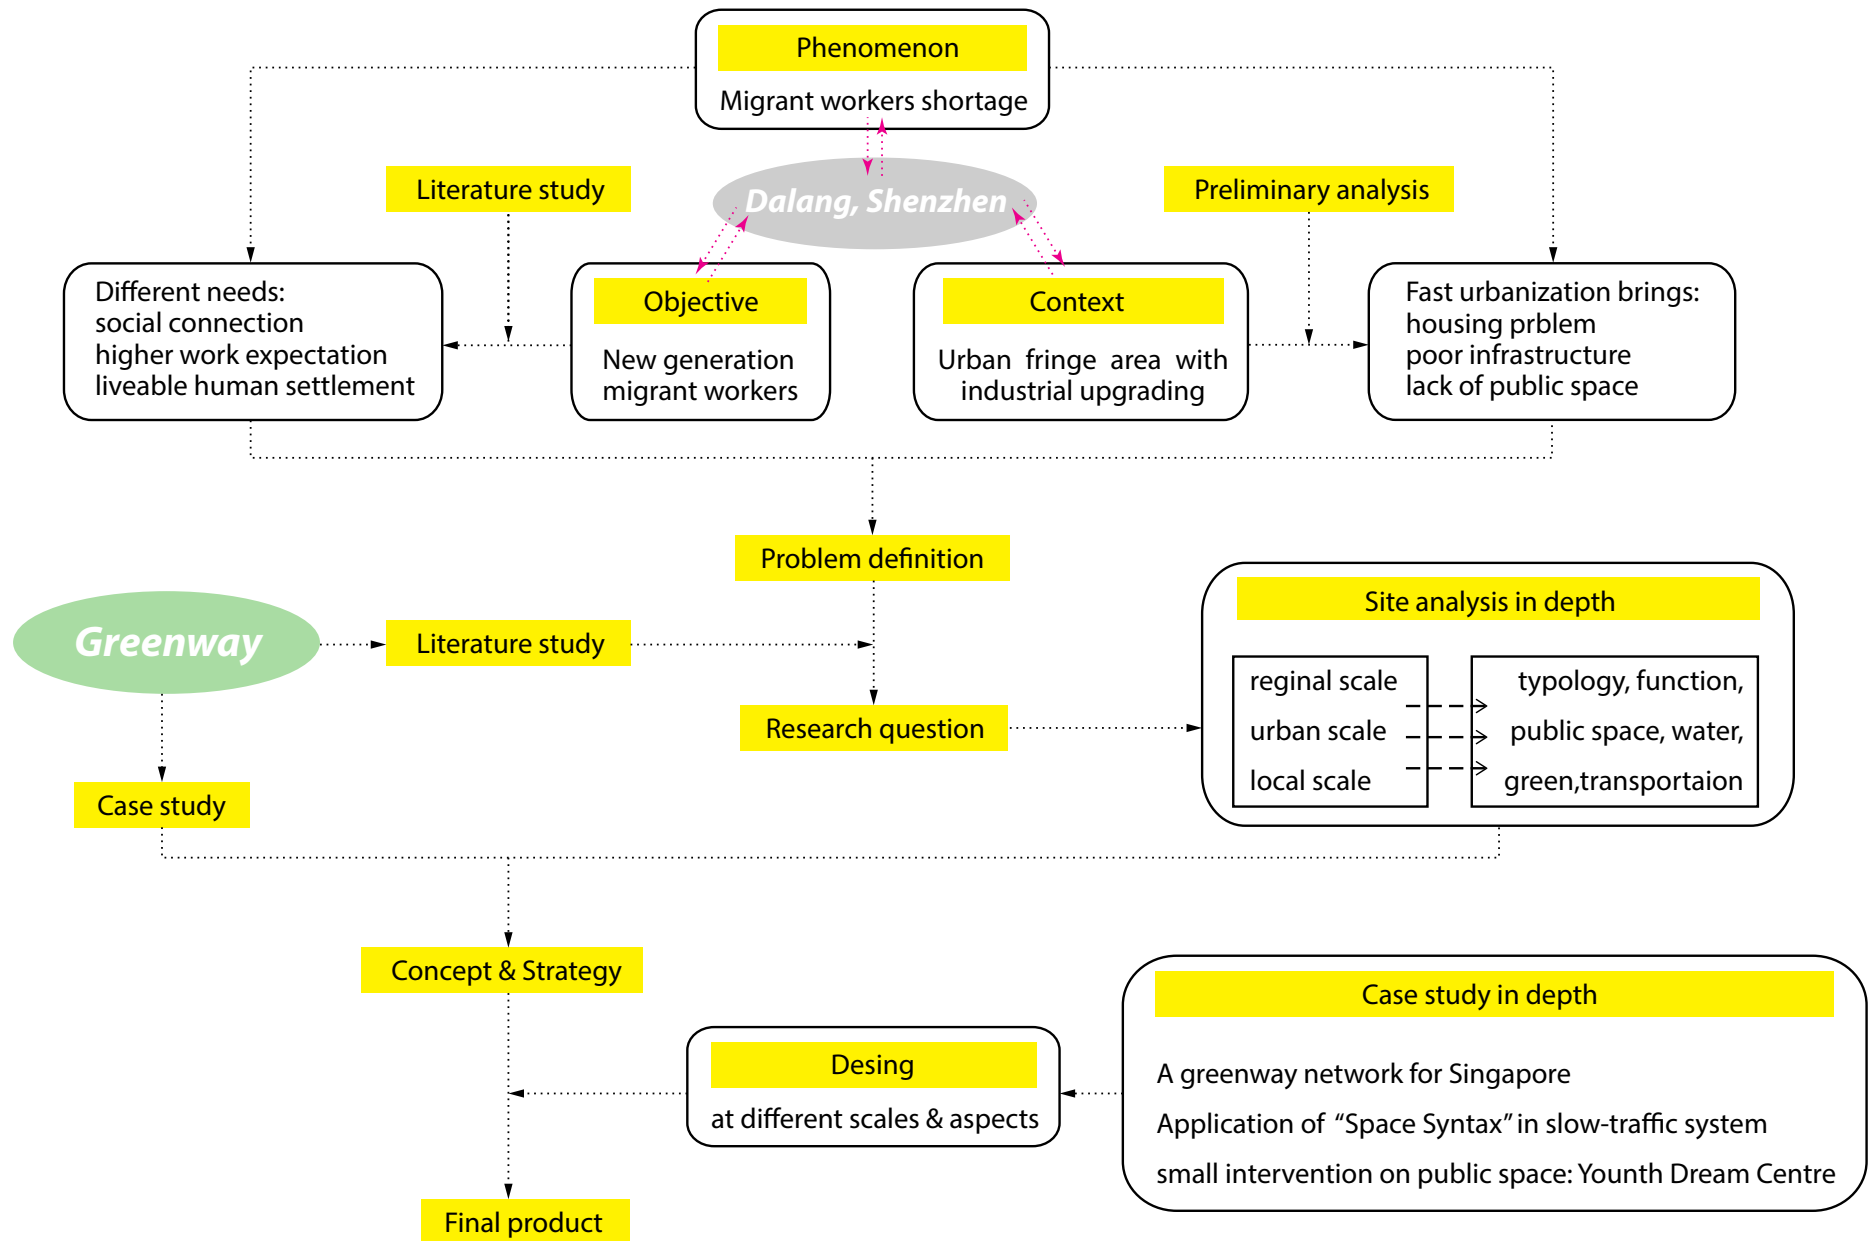 Phenomenon
Migrant workers shortage
Literature study
Dalang, Shenzhen
Preliminary analysis
Different needs:
social connection
higher work expectation
liveable human settlement
Objective
New generation
migrant workers
Context
Urban fringe area with
industrial upgrading
Fast urbanization brings:
housing prblem
poor infrastructure
lack of public space
Problem definition
Greenway
Literature study
Research question
Site analysis in depth
reginal scale
urban scale
local scale
typology, function,
public space, water,
green,transportaion
Case study
Concept & Strategy
Desing
at different scales & aspects
Case study in depth
A greenway network for Singapore
Application of “Space Syntax” in slow-traffic system
small intervention on public space: Younth Dream Centre
Final product